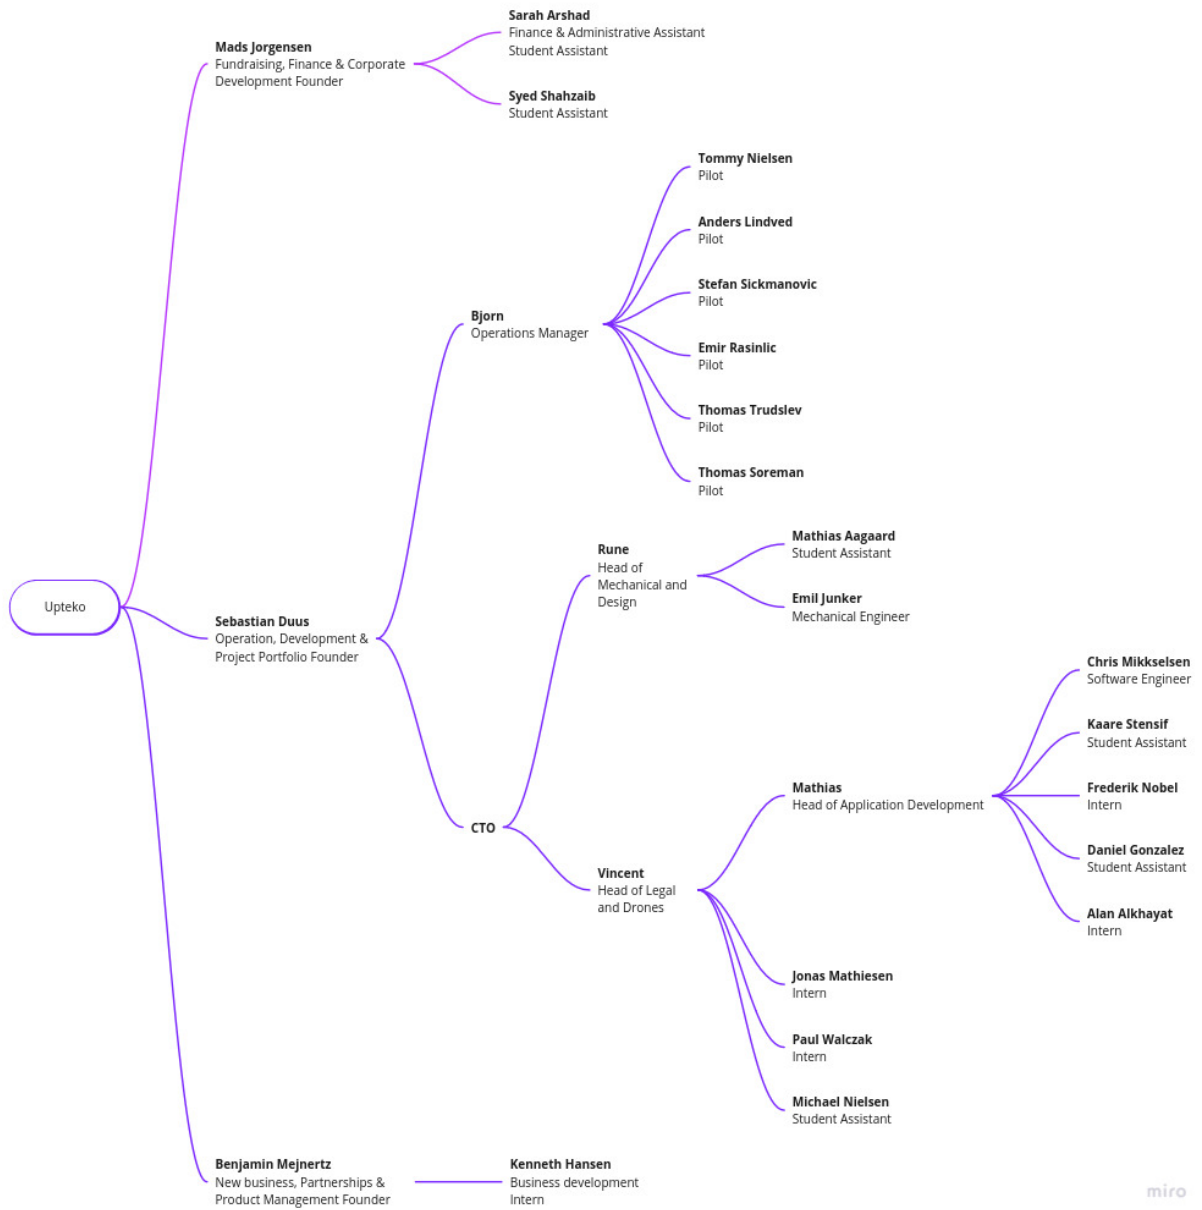 Sarah Arshad
Finance & Administrative Assistant
Student Assistant
Mads Jorgensen
Fundraising, Finance & Corporate
Development Founder
Syed Shahzaib
Student Assistant
Tommy Nielsen
Pilot
Anders Lindved
Pilot
Stefan Sickmanovic
Pilot
Bjorn
Operations Manager
Emir Rasinlic
Pilot
Thomas Trudslev
Pilot
Thomas Soreman
Pilot
Rune
Head of
Mechanical and
Design
Mathias Aagaard
Student Assistant
Emil Junker
Mechanical Engineer
Upteko
Sebastian Duus
Operation, Development &
Project Portfolio Founder
Chris Mikkselsen
Software Engineer
Kaare Stensif
Student Assistant
Mathias
Head of Application Development
Frederik Nobel
Intern
Daniel Gonzalez
Student Assistant
Alan Alkhayat
Intern
CTO
Vincent
Head of Legal
and Drones
Jonas Mathiesen
Intern
Paul Walczak
Intern
Michael Nielsen
Student Assistant
Benjamin Mejnertz
New business, Partnerships &
Product Management Founder
Kenneth Hansen
Business development
Intern
miro